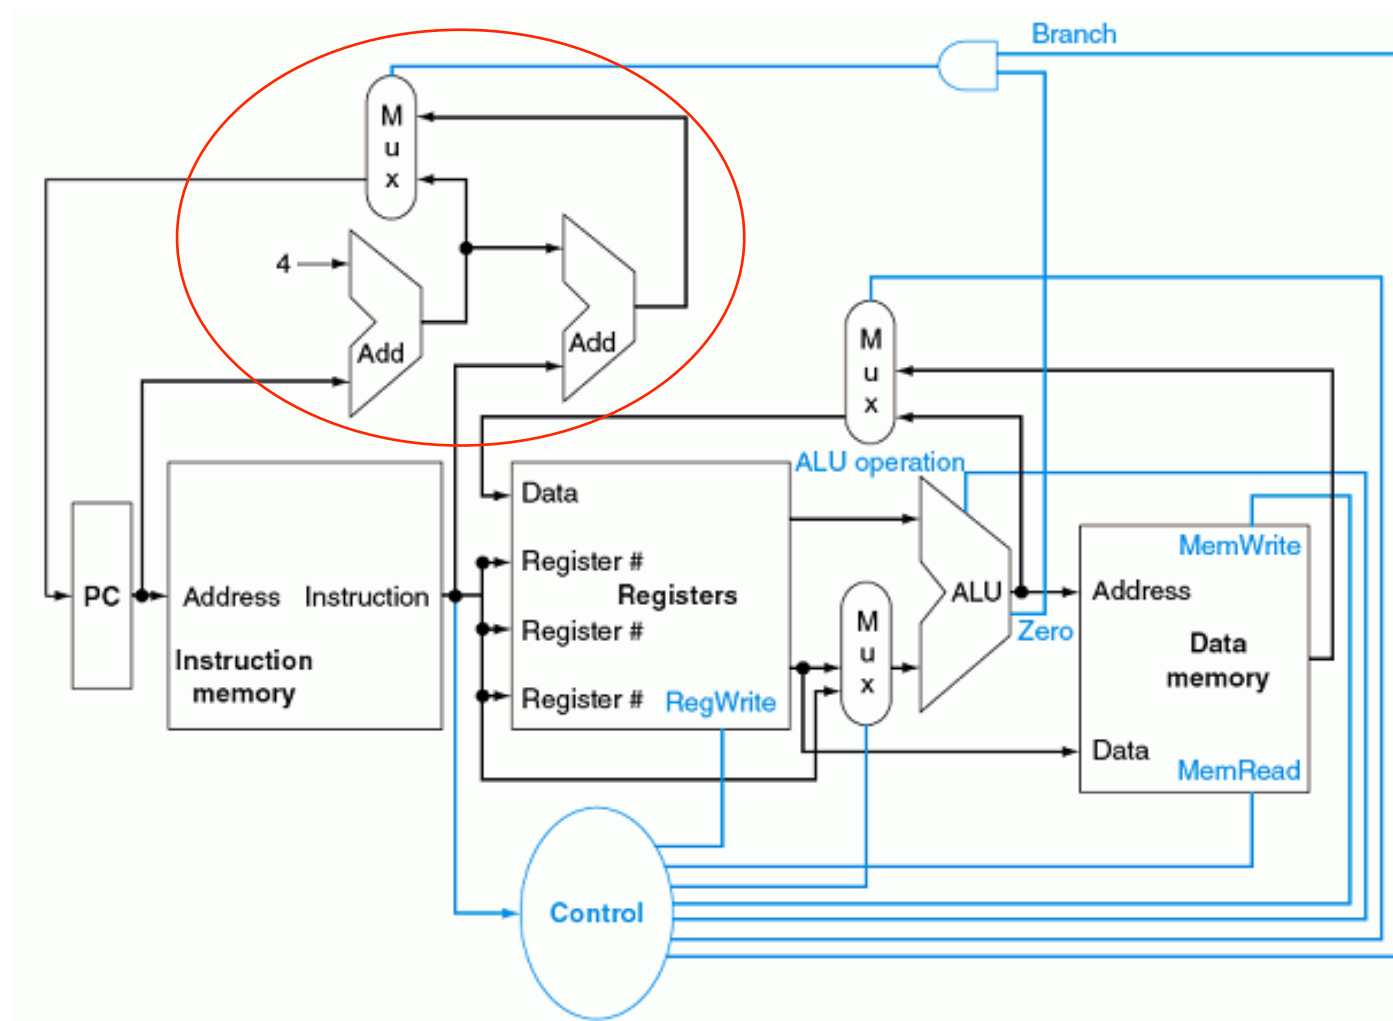 Branch
M
u
x
4
Add
Add
M
u
x
ALU operation
Data
Register #
Registers
Register #
Register #
RegWrite
PC
Address
Instruction
Instruction
memory
M
u
x
ALU
Zero
MemWrite
Address
Data
memory
Data
MemRead
Control